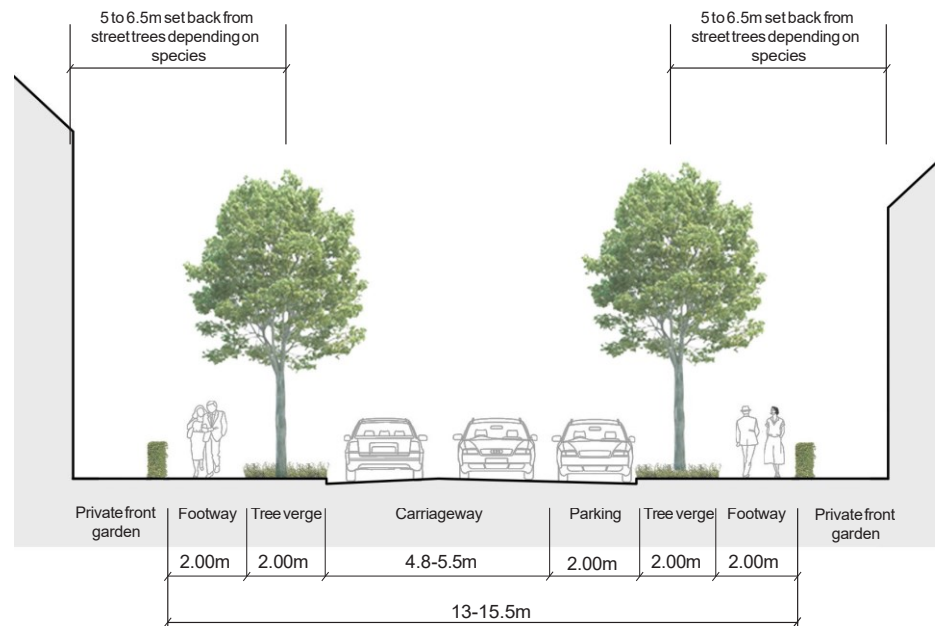 5 to 6.5m set back from
street trees depending on
species
5 to 6.5m set back from
street trees depending on
species
Private front
garden
Footway
Tree verge
Carriageway
Parking
Tree verge
Footway
Private front
garden
2.00m
2.00m
4.8-5.5m
2.00m
2.00m
2.00m
13-15.5m